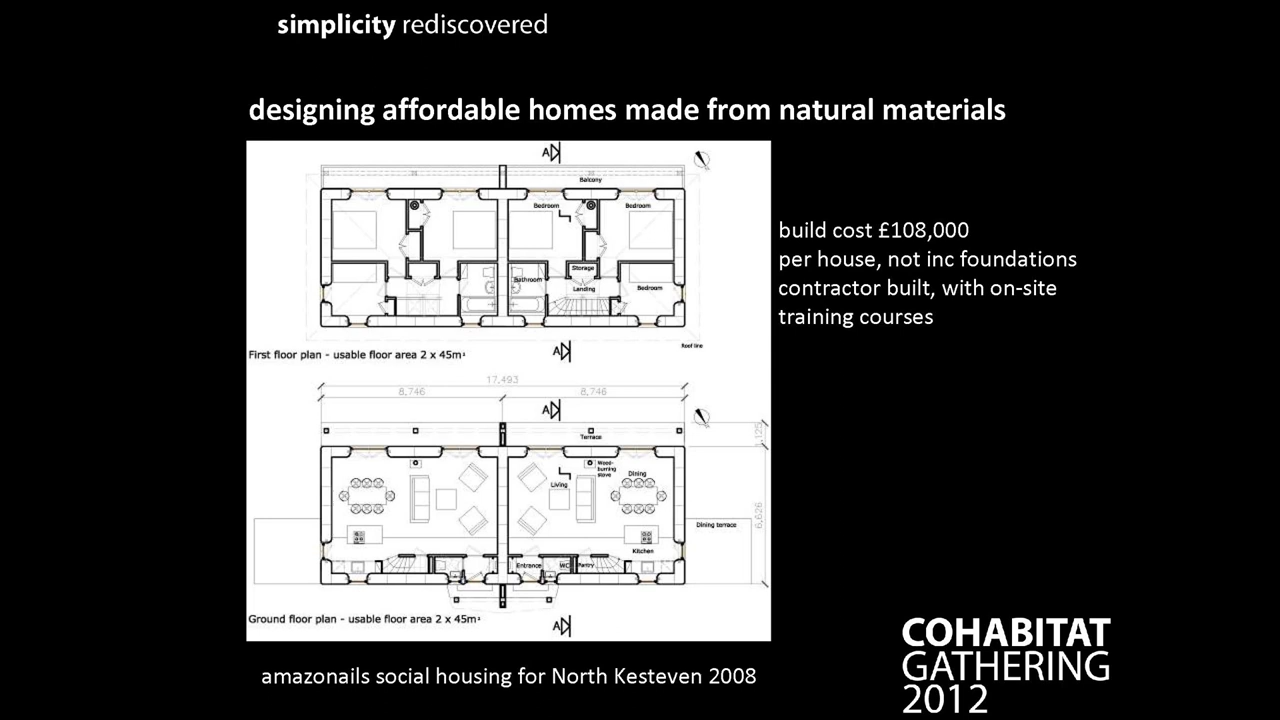 simplicity rediscovered
designing affordable homes made from natural materials
A
Balcony
Bedroom
Bedroom
Storage
Bathroom
Landing
Bedroom
Roof line
A
First floor plan - usable floor area 2 x 45m²
build cost £108,000
per house, not inc foundations
contractor built, with on-site
training courses
17,493
8,746
8,746
A
Terrace
Wood-
burning
stove
Dining
Living
6,626
Dining terrace
Kitchen
Entrance
WC
Pantry
Ground floor plan - usable floor area 2 x 45m²
A
amazonails social housing for North Kesteven 2008
COHABITAT
GATHERING
2012